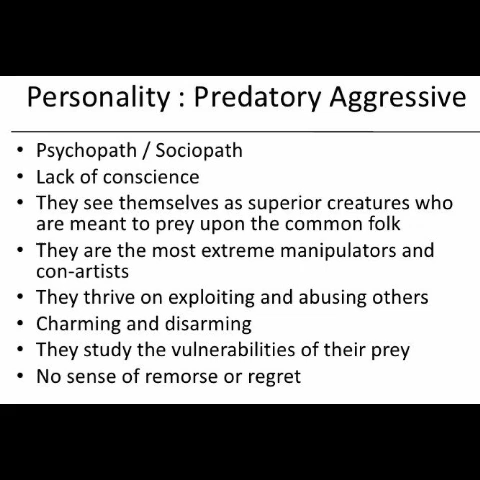 Personality : Predatory Aggressive
• Psychopath / Sociopath
• Lack of conscience
• They see themselves as superior creatures who
are meant to prey upon the common folk
• They are the most extreme manipulators and
con-artists
• They thrive on exploiting and abusing others
• Charming and disarming
• They study the vulnerabilities of their prey
• No sense of remorse or regret